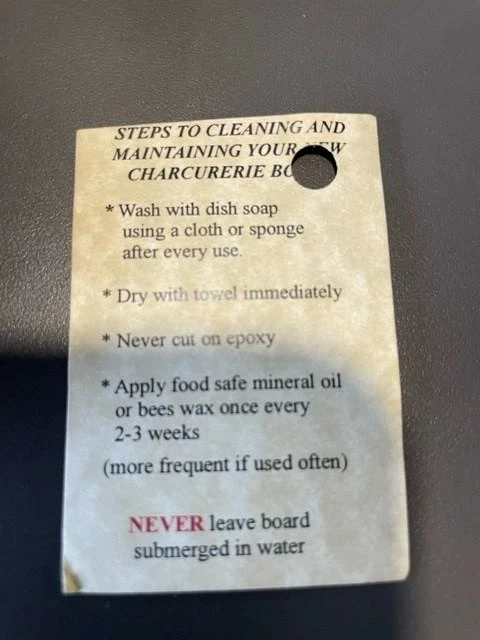 STEPS TO CLEANING AND
MAINTAINING YOUR
CHARCURERIE
* Wash with dish soap
using a cloth or sponge
after every use.
* Dry with towel immediately
* Never cut on epoxy
* Apply food safe mineral oil
or bees wax once every
2-3 weeks
(more frequent if used often)
NEVER leave board
submerged in water